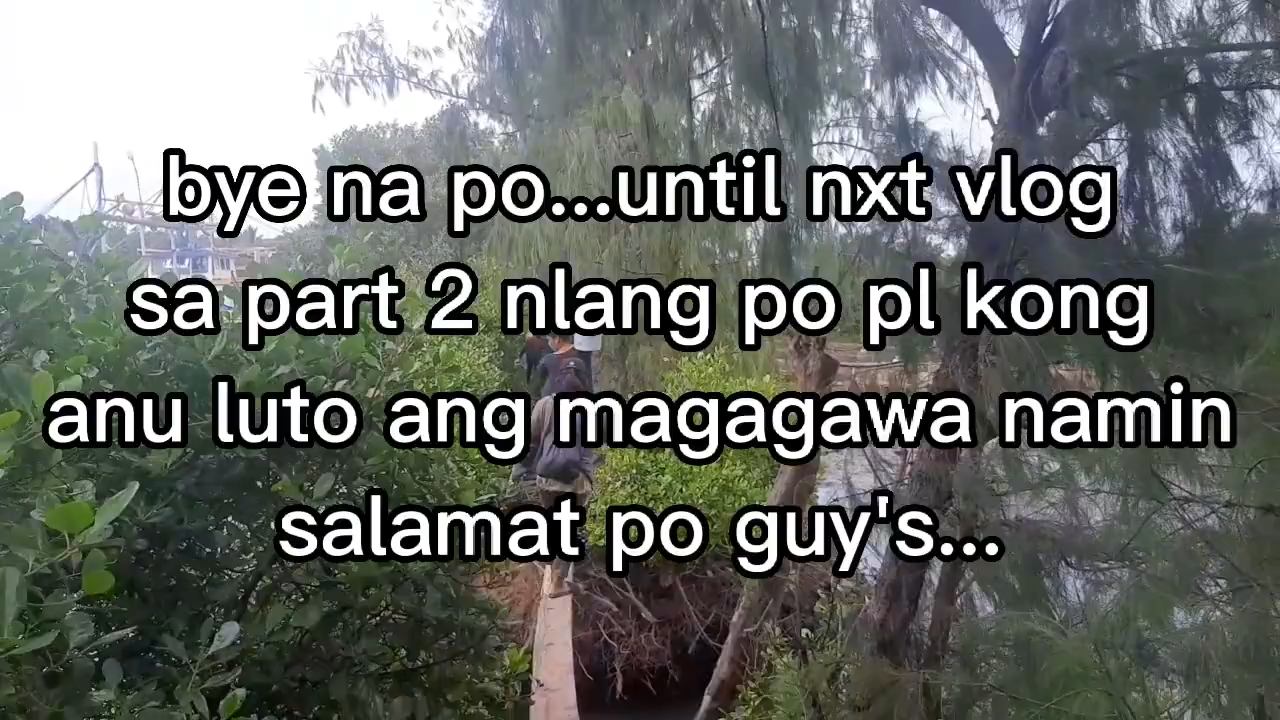 bye na po...until nxt vlog
sa part 2 nlang po pl kong
anu luto ang magagawa namin
salamat po guy's...